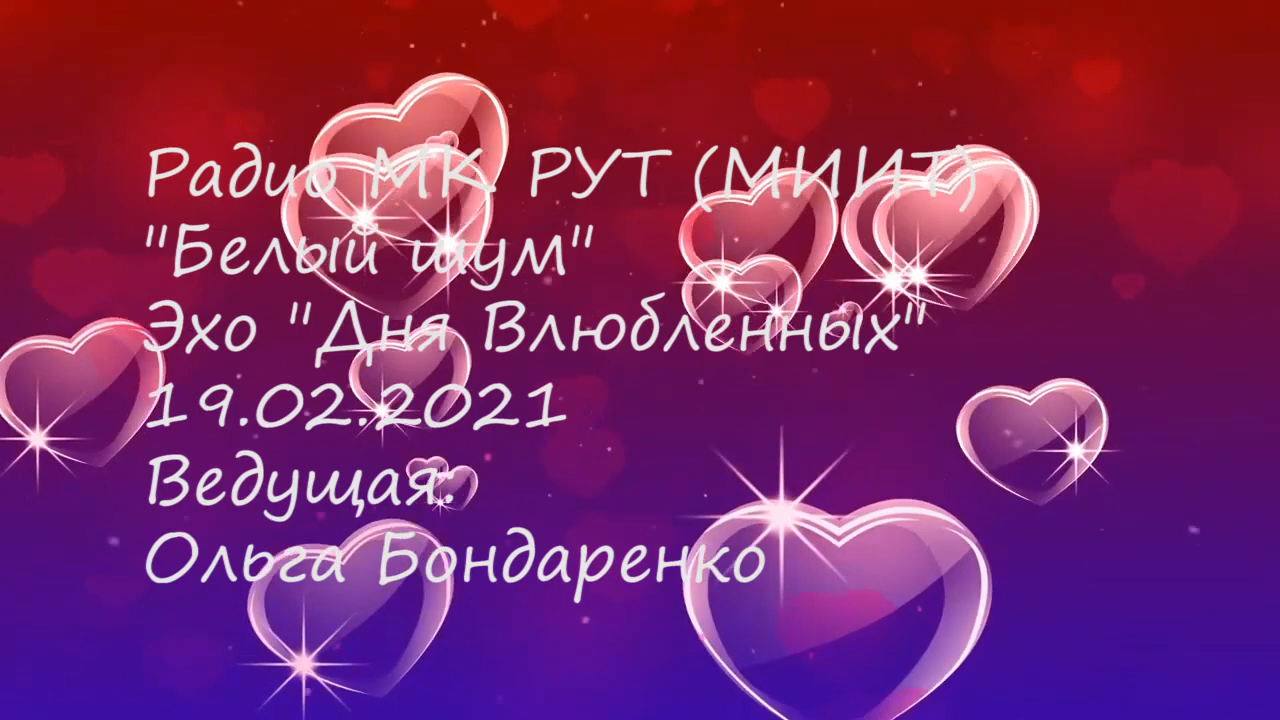 Радио МК РУТ (МИИТ)
"Белый шум"
Эхо "Дня Влюбленных"
19.02.2021
Ведущая:
Ольга Бондаренко